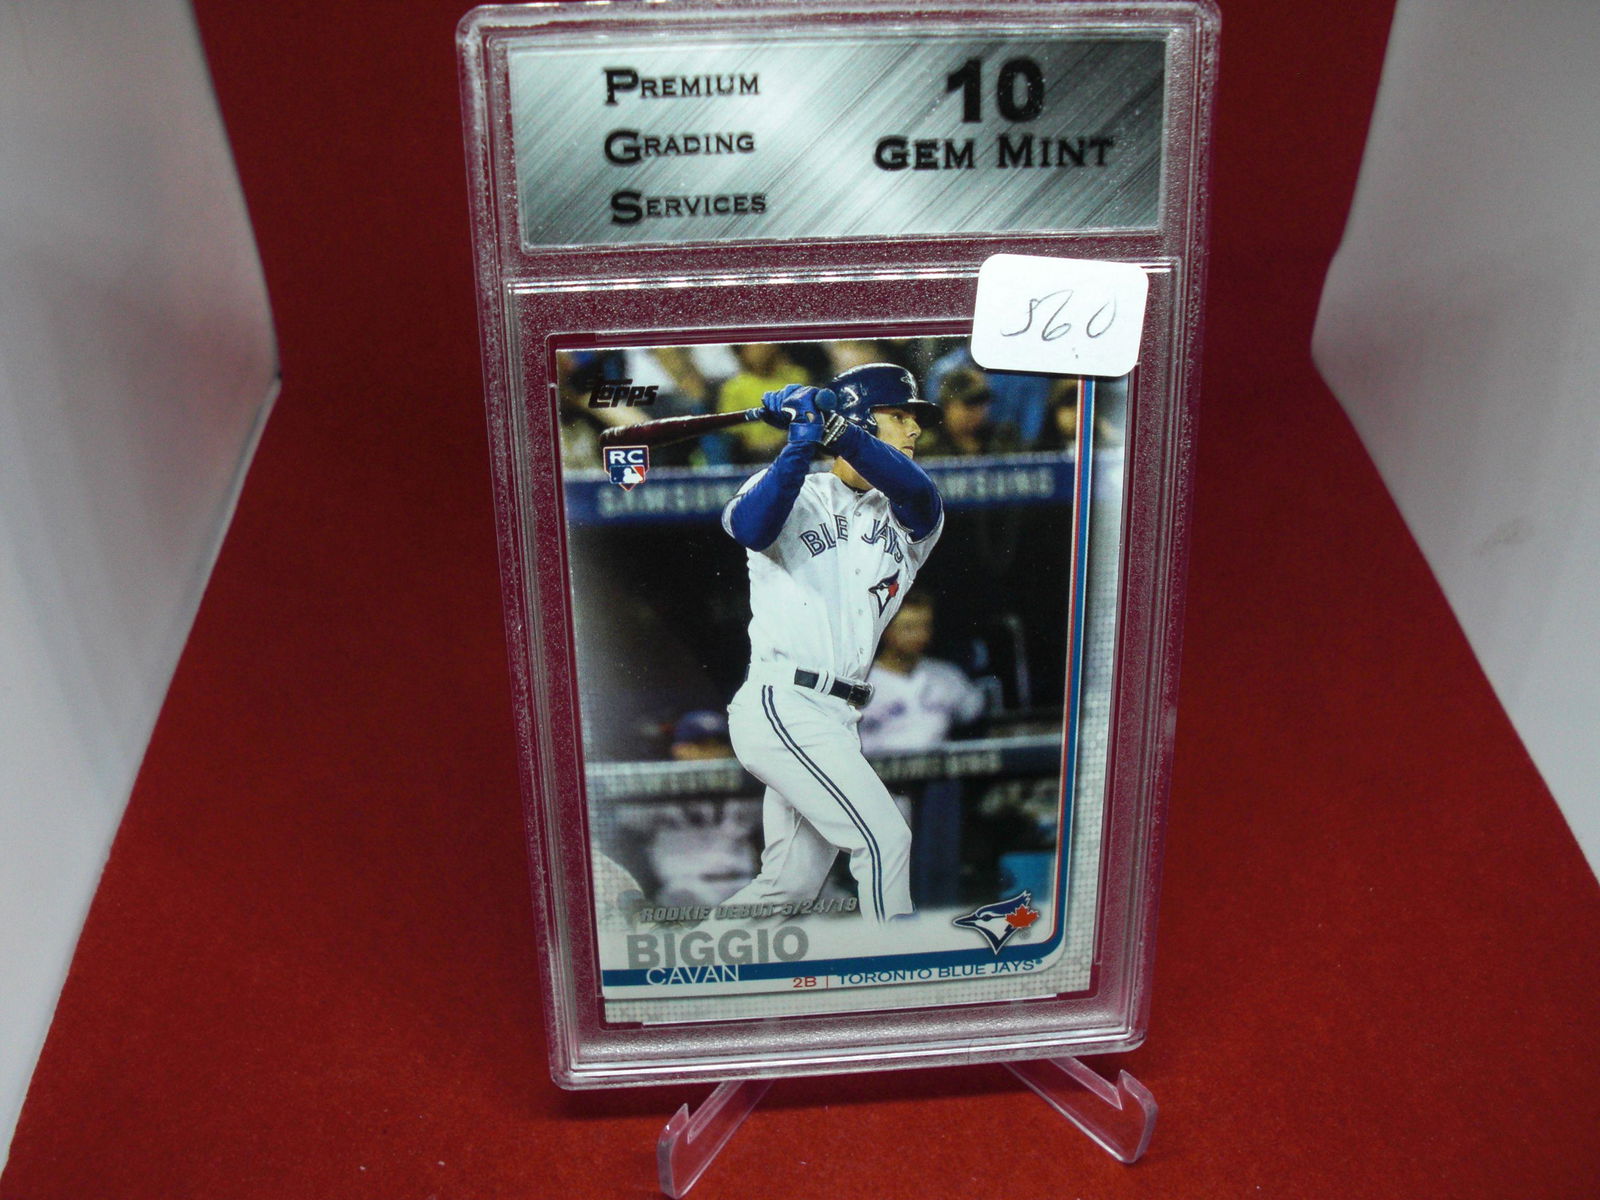 PREMIUM
GRADING
SERVICES
10
GEM MINT
Topps
RC
SAMSUNG
BLUE JAYS
ROOKIE DEBUT 5/24/19
BIGGIO
CAVAN
2B | TORONTO BLUE JAYS®